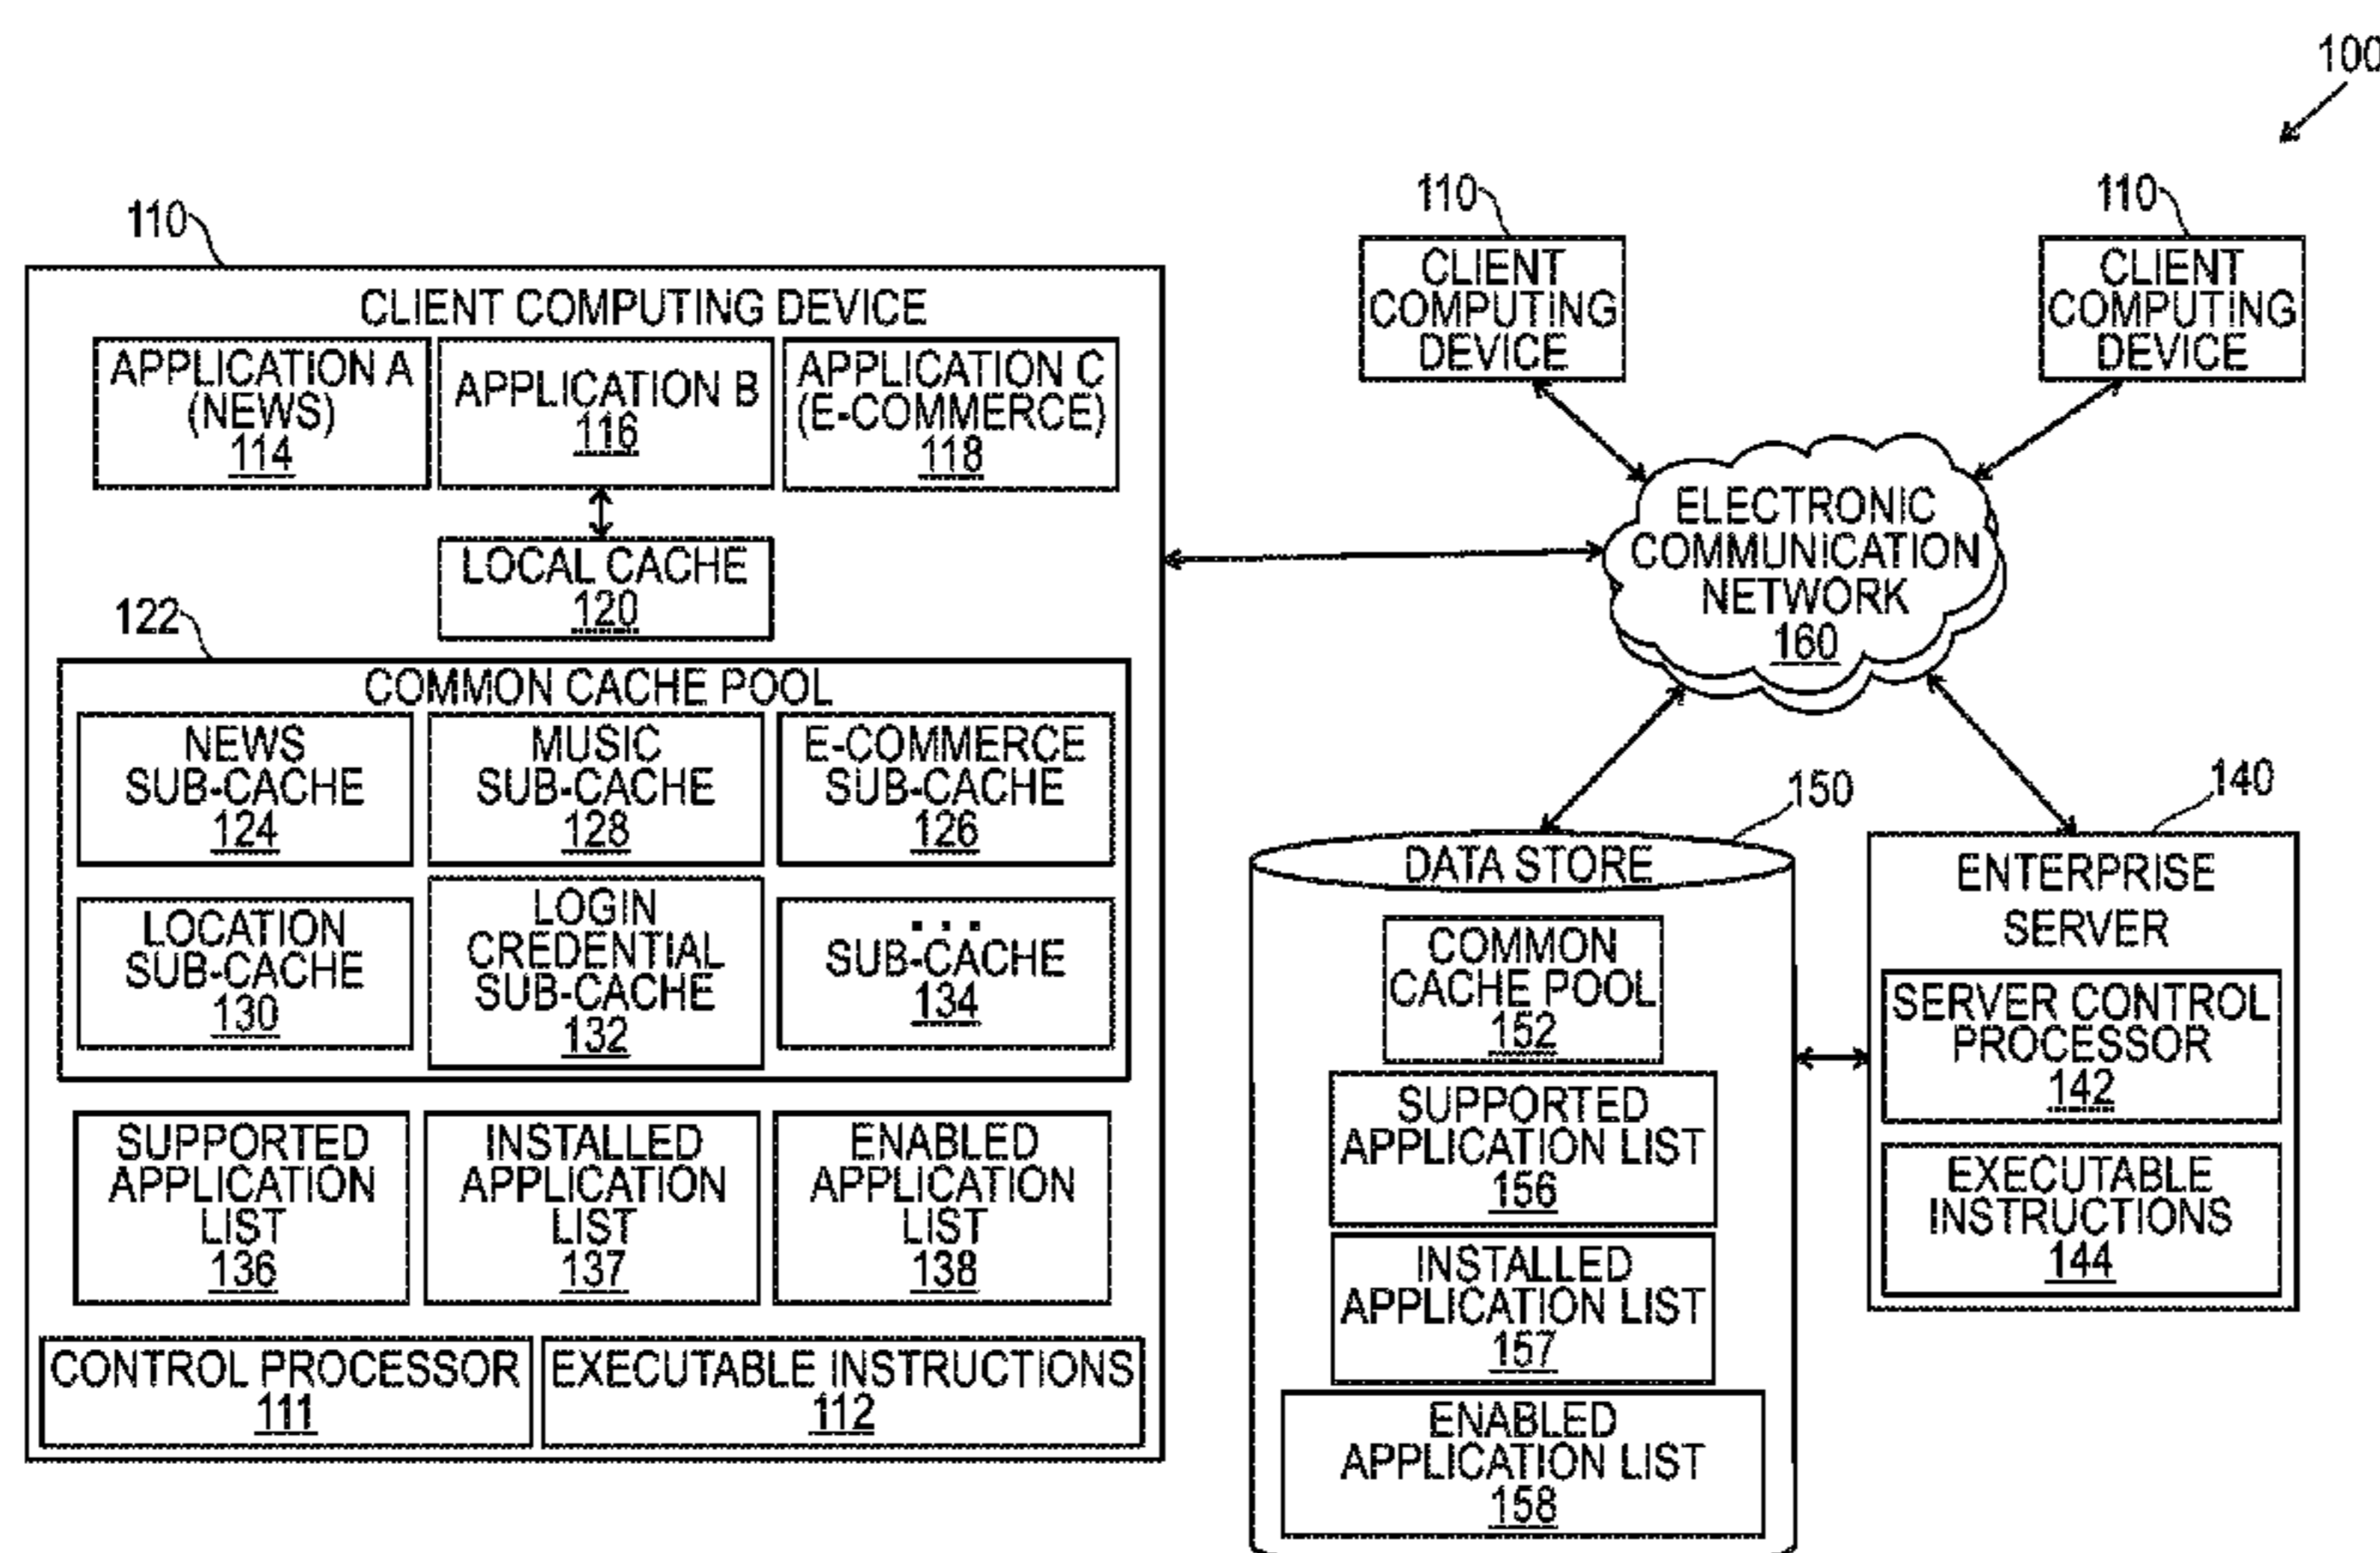 100
110
CLIENT COMPUTING DEVICE
APPLICATION A
(NEWS)
114
APPLICATION B
116
APPLICATION C
(E-COMMERCE)
118
LOCAL CACHE
120
122
COMMON CACHE POOL
NEWS
SUB-CACHE
124
MUSIC
SUB-CACHE
128
E-COMMERCE
SUB-CACHE
126
LOCATION
SUB-CACHE
130
LOGIN
CREDENTIAL
SUB-CACHE
132
...
SUB-CACHE
134
SUPPORTED
APPLICATION
LIST
136
INSTALLED
APPLICATION
LIST
137
ENABLED
APPLICATION
LIST
138
CONTROL PROCESSOR
111
EXECUTABLE INSTRUCTIONS
112
110
CLIENT
COMPUTING
DEVICE
110
CLIENT
COMPUTING
DEVICE
ELECTRONIC
COMMUNICATION
NETWORK
160
150
DATA STORE
COMMON
CACHE POOL
152
SUPPORTED
APPLICATION LIST
156
INSTALLED
APPLICATION LIST
157
ENABLED
APPLICATION LIST
158
140
ENTERPRISE
SERVER
SERVER CONTROL
PROCESSOR
142
EXECUTABLE
INSTRUCTIONS
144